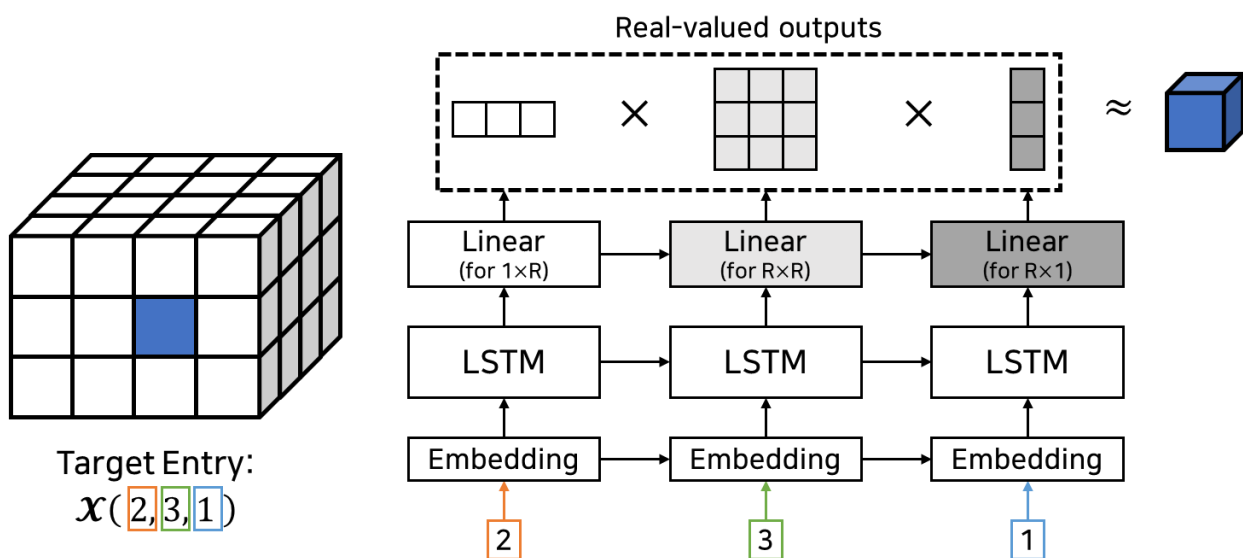 Real-valued outputs
× × ≈
Linear Linear Linear
(for 1×R) (for R×R) (for R×1)
LSTM LSTM LSTM
Embedding Embedding Embedding
2 3 1
Target Entry:
𝒳(2,3,1)